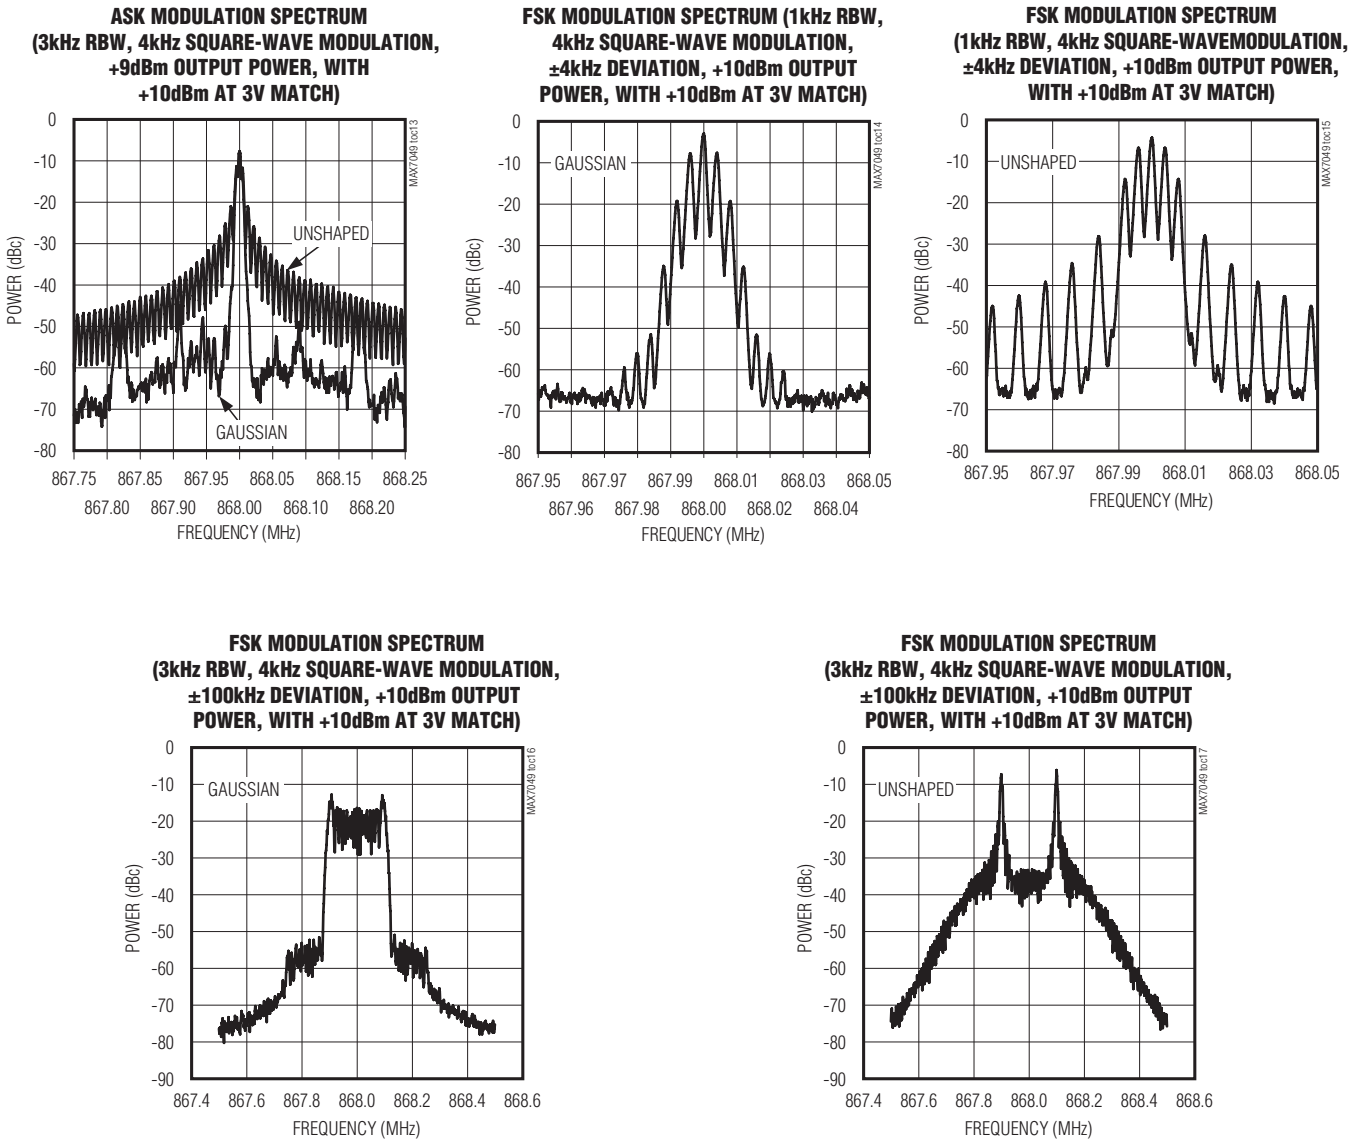 ASK MODULATION SPECTRUM
(3kHz RBW, 4kHz SQUARE-WAVE MODULATION,
+9dBm OUTPUT POWER, WITH
+10dBm AT 3V MATCH)
0
-10
-20
-30
-40
-50
-60
-70
-80
POWER (dBc)
UNSHAPED
GAUSSIAN
MAX7049 toc13
867.75 867.85 867.95 868.05 868.15 868.25
867.80 867.90 868.00 868.10 868.20
FREQUENCY (MHz)
FSK MODULATION SPECTRUM (1kHz RBW,
4kHz SQUARE-WAVE MODULATION,
±4kHz DEVIATION, +10dBm OUTPUT
POWER, WITH +10dBm AT 3V MATCH)
0
-10
-20
-30
-40
-50
-60
-70
-80
POWER (dBc)
GAUSSIAN
MAX7049 toc14
867.95 867.97 867.99 868.01 868.03 868.05
867.96 867.98 868.00 868.02 868.04
FREQUENCY (MHz)
FSK MODULATION SPECTRUM
(1kHz RBW, 4kHz SQUARE-WAVEMODULATION,
±4kHz DEVIATION, +10dBm OUTPUT POWER,
WITH +10dBm AT 3V MATCH)
0
-10
-20
-30
-40
-50
-60
-70
-80
POWER (dBc)
UNSHAPED
MAX7049 toc15
867.95 867.97 867.99 868.01 868.03 868.05
FREQUENCY (MHz)
FSK MODULATION SPECTRUM
(3kHz RBW, 4kHz SQUARE-WAVE MODULATION,
±100kHz DEVIATION, +10dBm OUTPUT
POWER, WITH +10dBm AT 3V MATCH)
0
-10
-20
-30
-40
-50
-60
-70
-80
-90
POWER (dBc)
GAUSSIAN
MAX7049 toc16
867.4 867.6 867.8 868.0 868.2 868.4 868.6
FREQUENCY (MHz)
FSK MODULATION SPECTRUM
(3kHz RBW, 4kHz SQUARE-WAVE MODULATION,
±100kHz DEVIATION, +10dBm OUTPUT
POWER, WITH +10dBm AT 3V MATCH)
0
-10
-20
-30
-40
-50
-60
-70
-80
-90
POWER (dBc)
UNSHAPED
MAX7049 toc17
867.4 867.6 867.8 868.0 868.2 868.4 868.6
FREQUENCY (MHz)